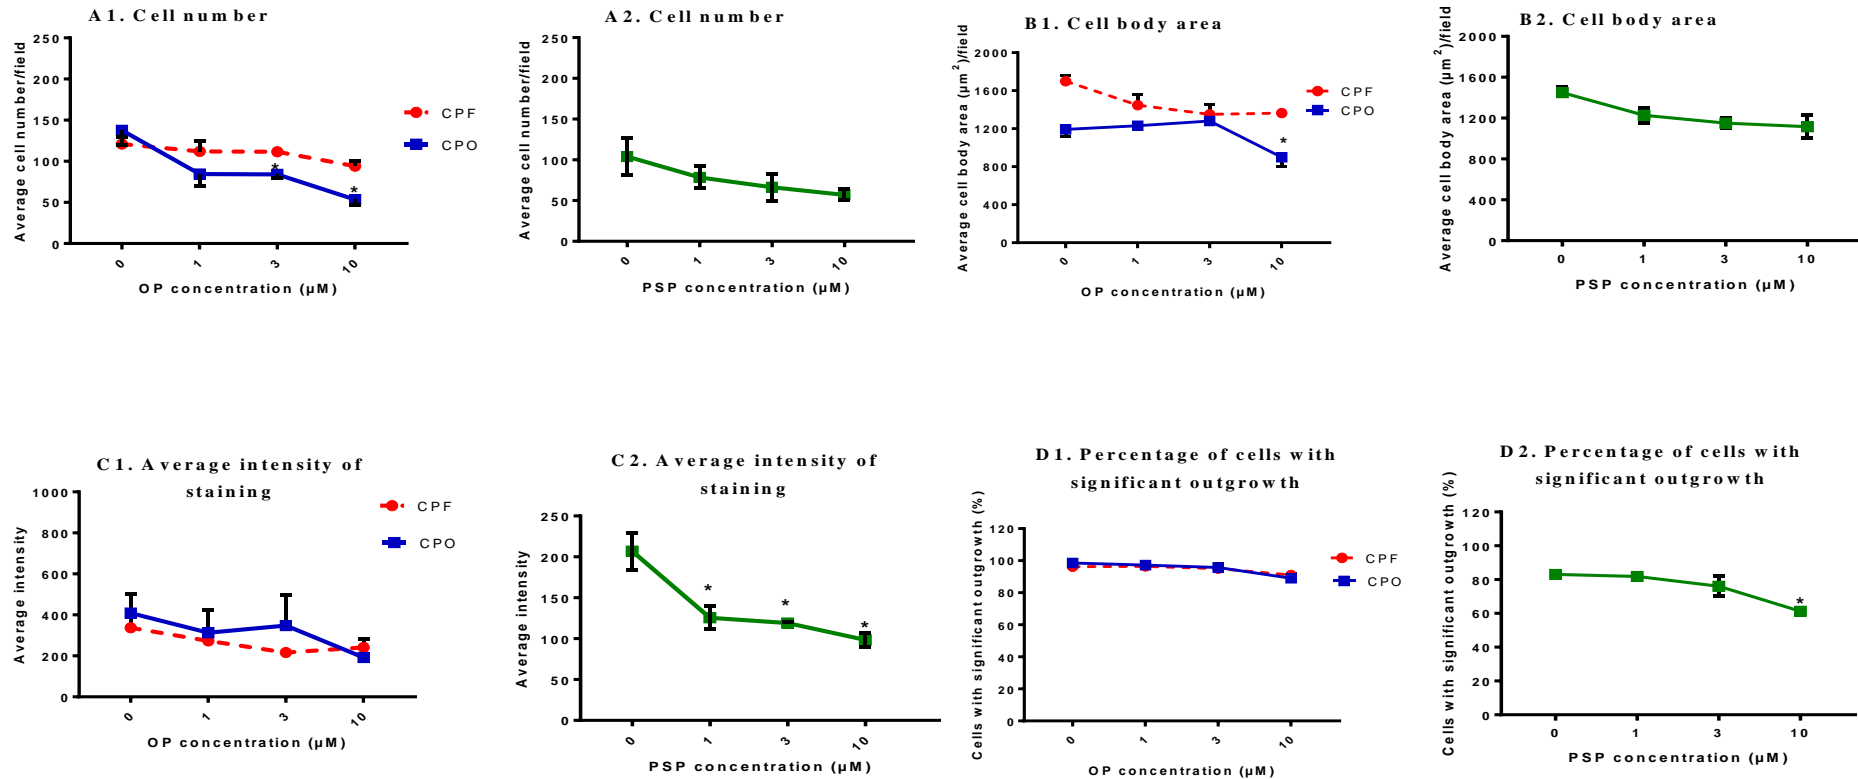 A1. Cell number
Average cell number/field
250
200
150
100
50
0
0
1
3
10
*
*
OP concentration (µM)
CPF
CPO
A2. Cell number
Average cell number/field
250
200
150
100
50
0
0
1
3
10
PSP concentration (µM)
B1. Cell body area
Average cell body area (µm²)/field
2000
1600
1200
800
400
0
0
1
3
10
*
OP concentration (µM)
CPF
CPO
B2. Cell body area
Average cell body area (µm²)/field
2000
1600
1200
800
400
0
0
1
3
10
PSP concentration (µM)
C1. Average intensity of
staining
Average intensity
1000
800
600
400
200
0
0
1
3
10
OP concentration (µM)
CPF
CPO
C2. Average intensity of
staining
Average intensity
250
200
150
100
50
0
0
1
3
10
*
*
*
PSP concentration (µM)
D1. Percentage of cells with
significant outgrowth
Cells with significant outgrowth (%)
120
100
80
60
40
20
0
0
1
3
10
OP concentration (µM)
CPF
CPO
D2. Percentage of cells with
significant outgrowth
Cells with significant outgrowth (%)
120
100
80
60
40
20
0
0
1
3
10
*
PSP concentration (µM)